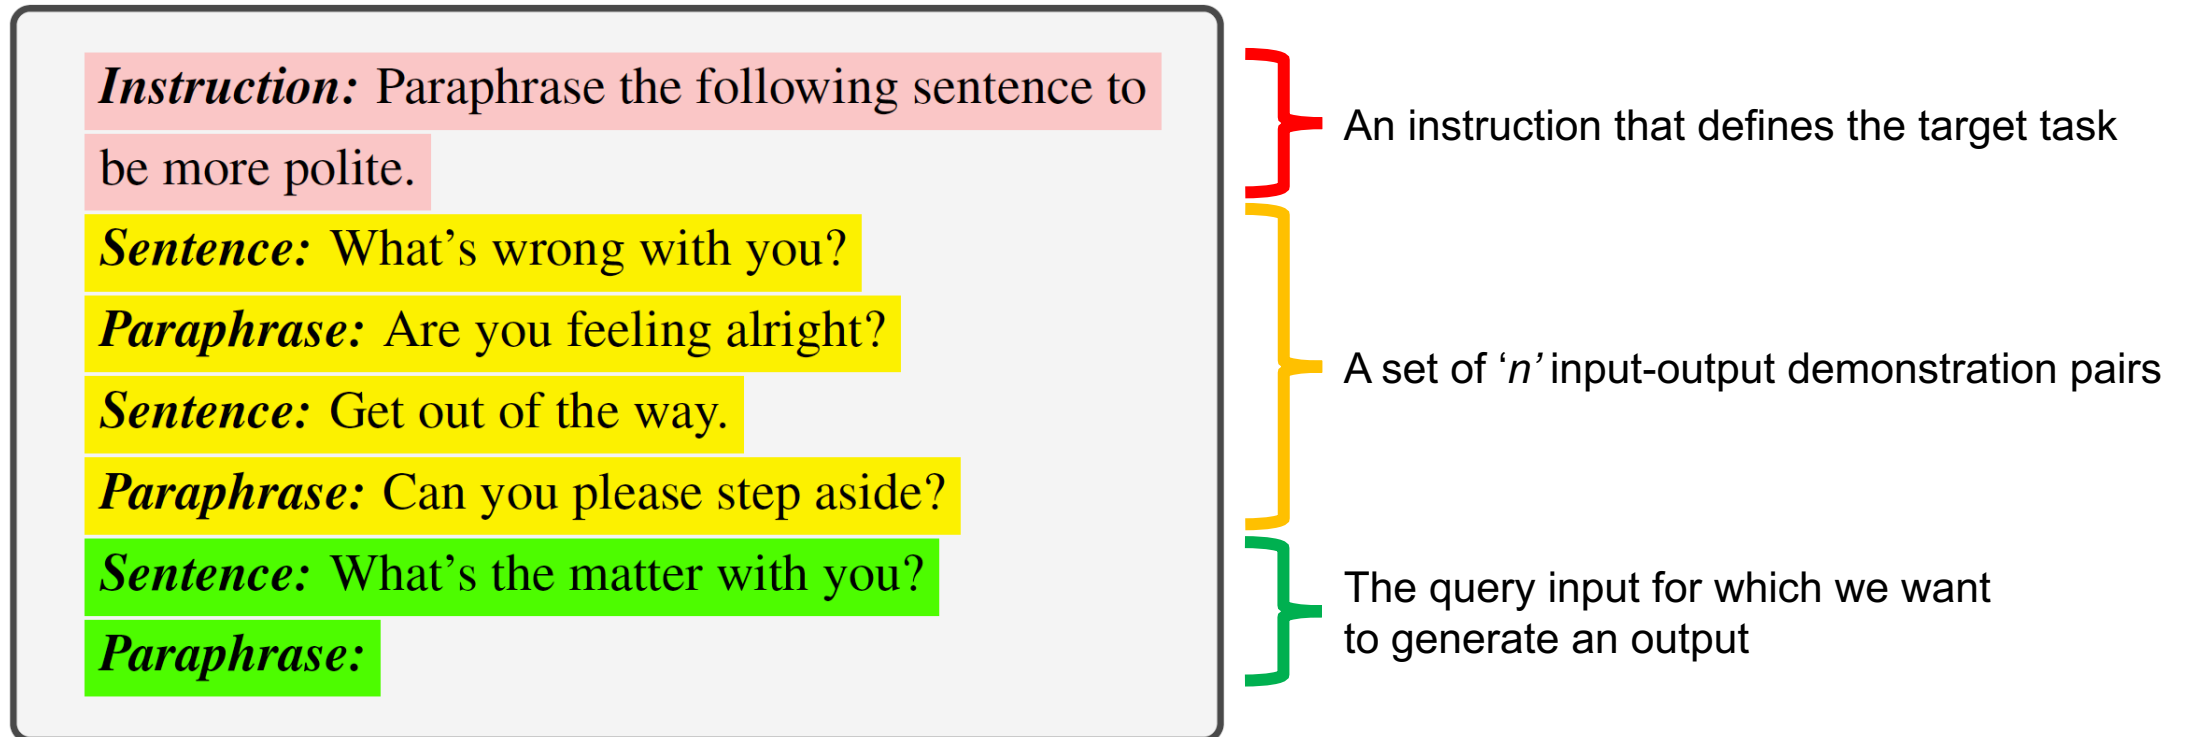 Instruction: Paraphrase the following sentence to
be more polite.
Sentence: What’s wrong with you?
Paraphrase: Are you feeling alright?
Sentence: Get out of the way.
Paraphrase: Can you please step aside?
Sentence: What’s the matter with you?
Paraphrase:
An instruction that defines the target task
A set of ‘n’ input-output demonstration pairs
The query input for which we want
to generate an output